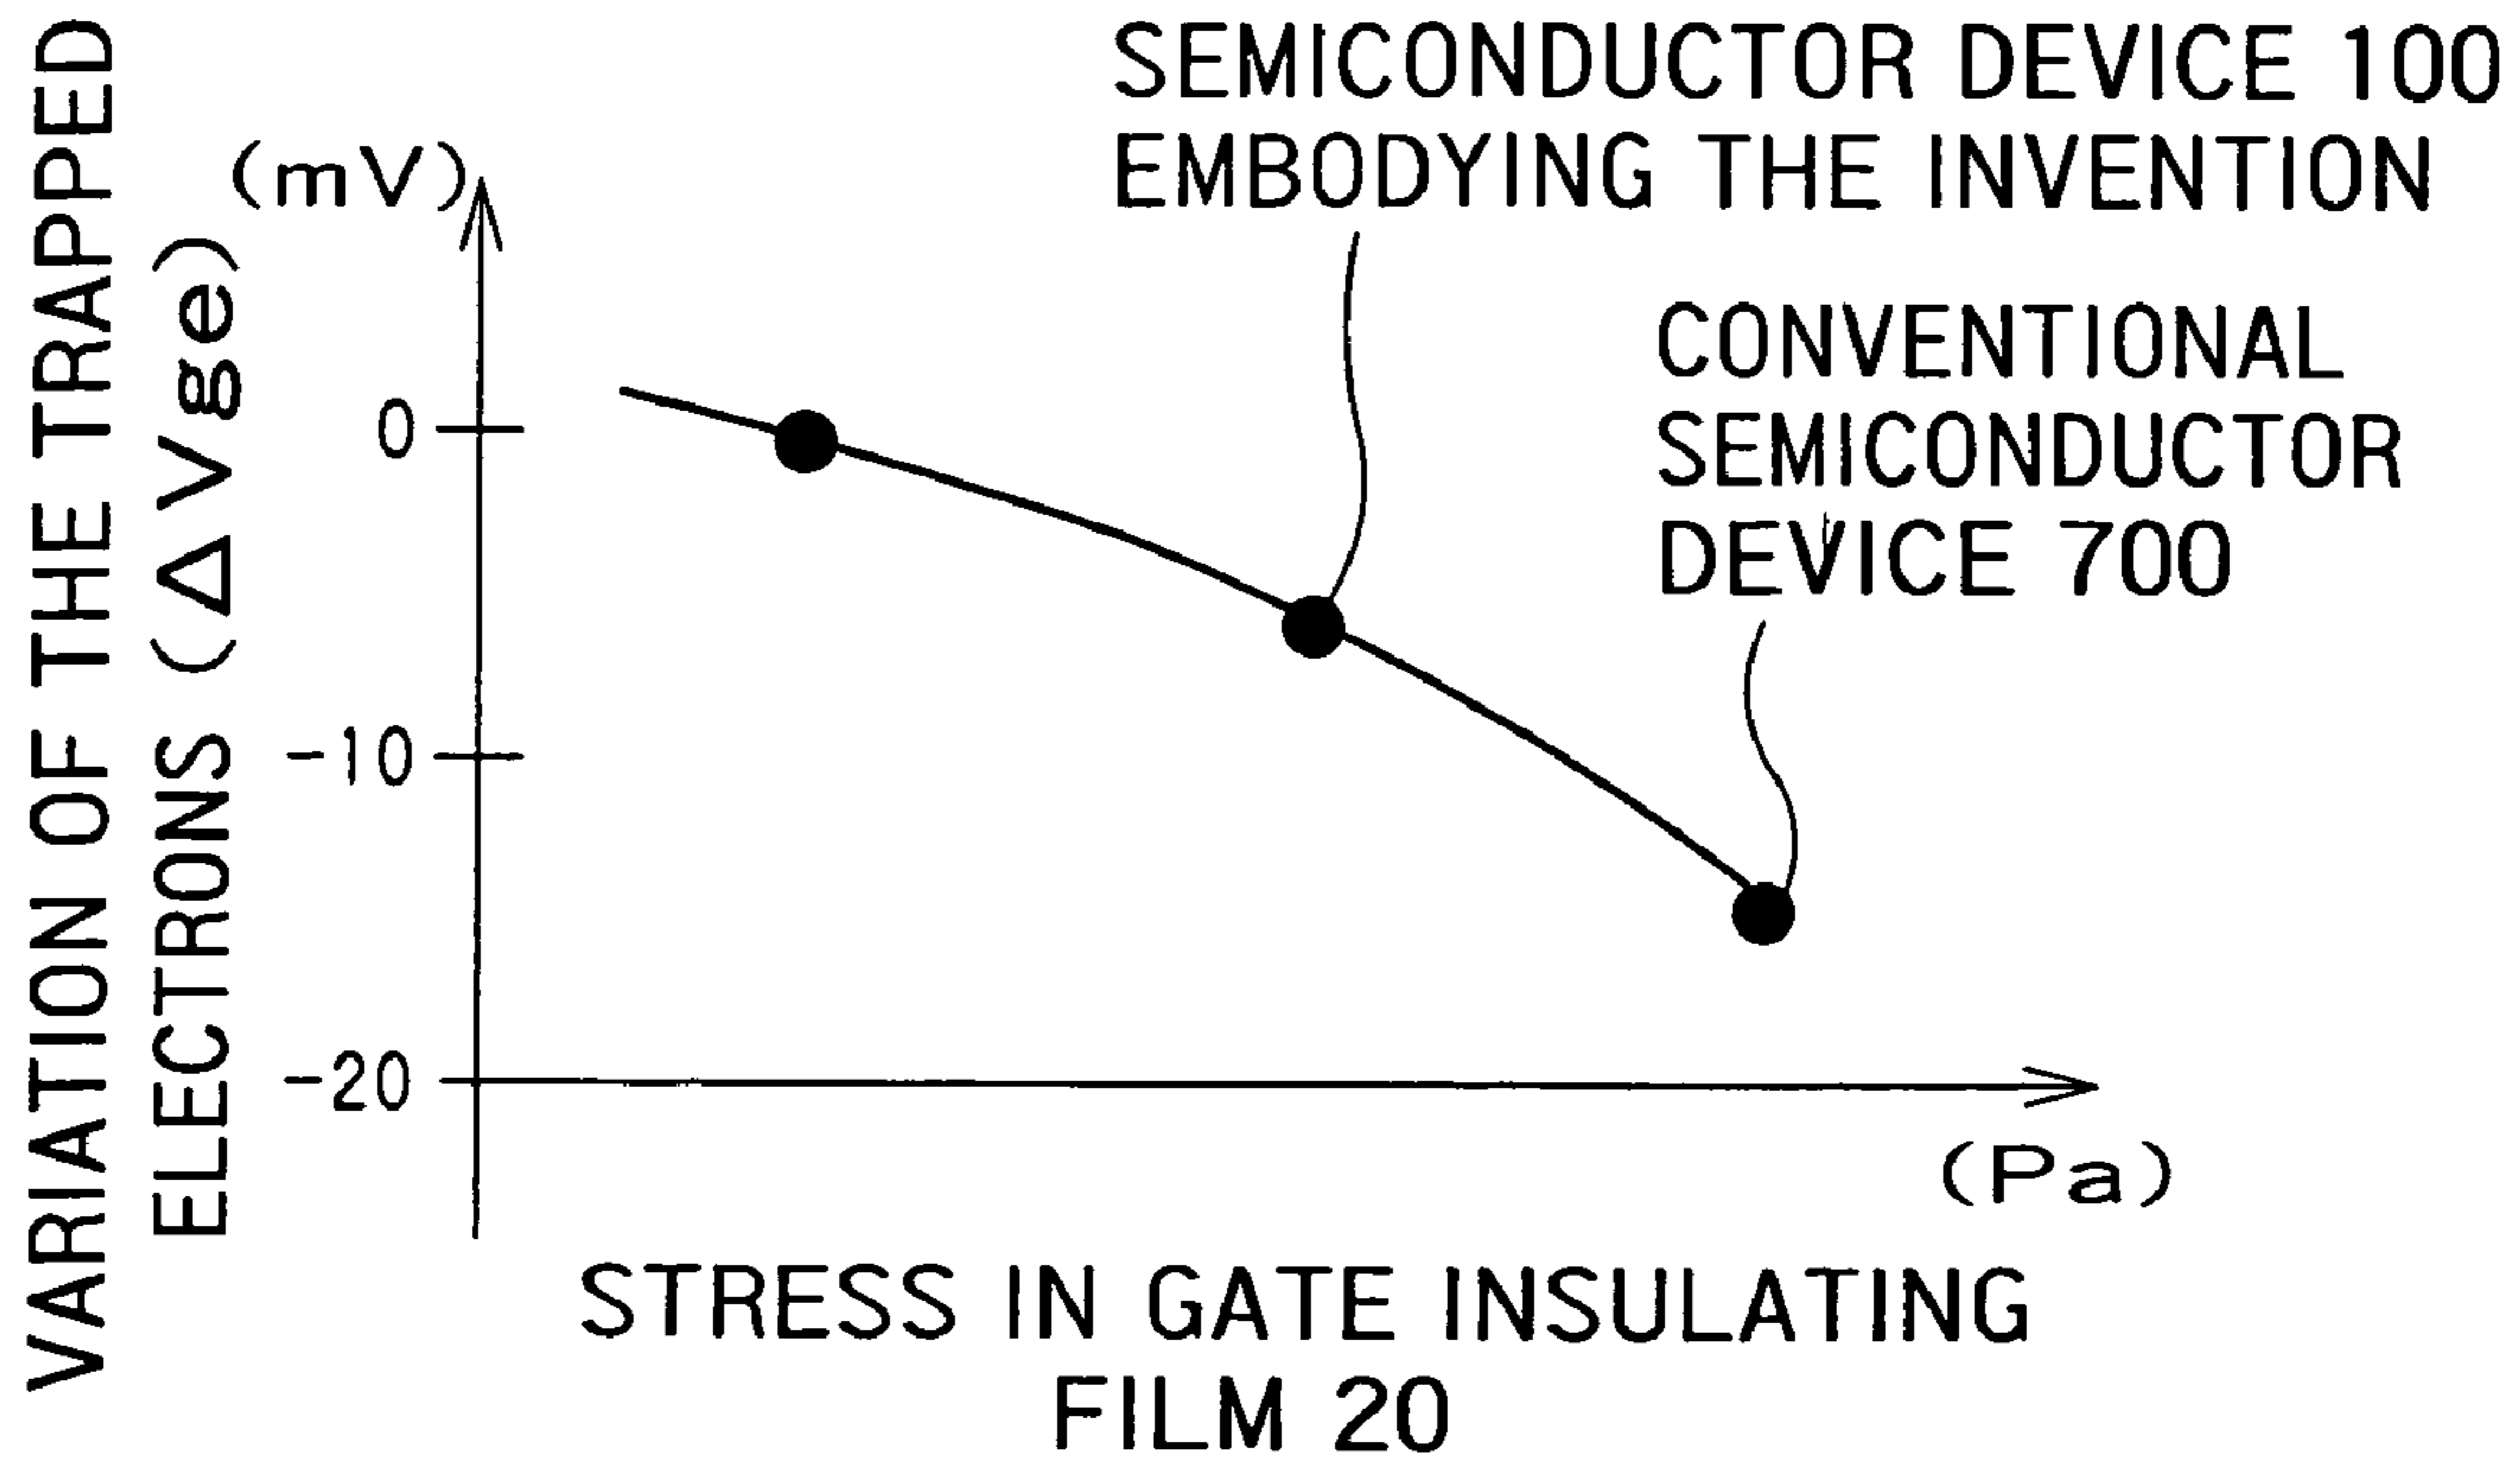 SEMICONDUCTOR DEVICE 100
EMBODYING THE INVENTION
CONVENTIONAL
SEMICONDUCTOR
DEVICE 700
VARIATION OF THE TRAPPED
ELECTRONS (ΔVge)
(mV)
0
-10
-20
(Pa)
STRESS IN GATE INSULATING
FILM 20